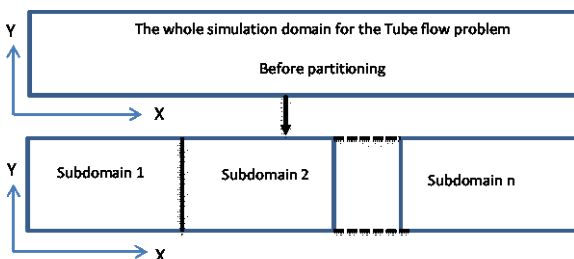 Y
The whole simulation domain for the Tube flow problem
Before partitioning
X
Y
Subdomain 1
Subdomain 2
Subdomain n
X